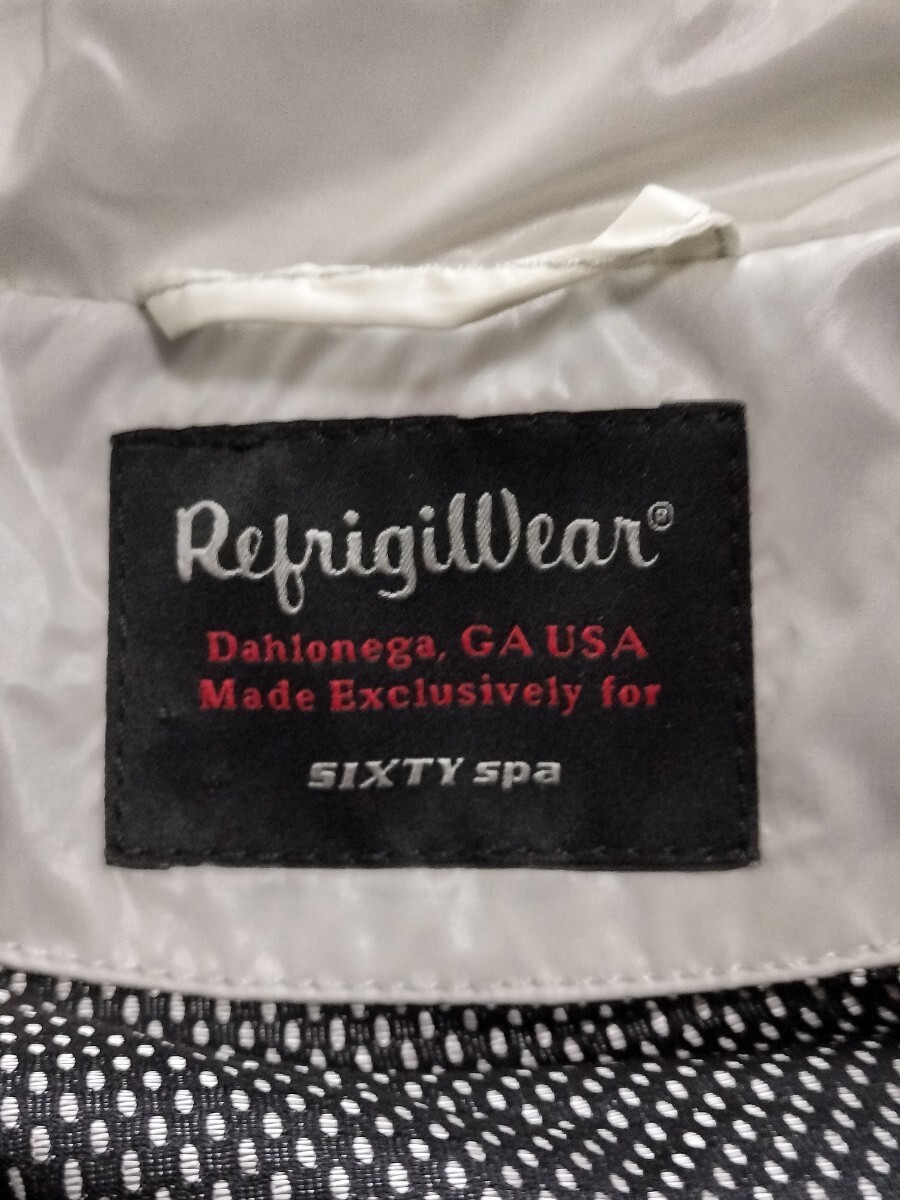 RefrigiWear®
Dahlonega, GA USA
Made Exclusively for
SIXTY spa